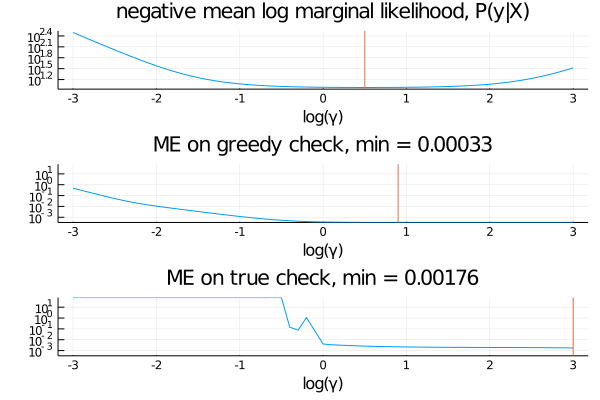 negative mean log marginal likelihood, P(y|X)
10^2.4
10^2.1
10^1.8
10^1.5
10^1.2
-3 -2 -1 0 1 2 3
log(γ)
ME on greedy check, min = 0.00033
10^1
10^0
10^-1
10^-2
10^-3
-3 -2 -1 0 1 2 3
log(γ)
ME on true check, min = 0.00176
10^1
10^0
10^-1
10^-2
10^-3
-3 -2 -1 0 1 2 3
log(γ)